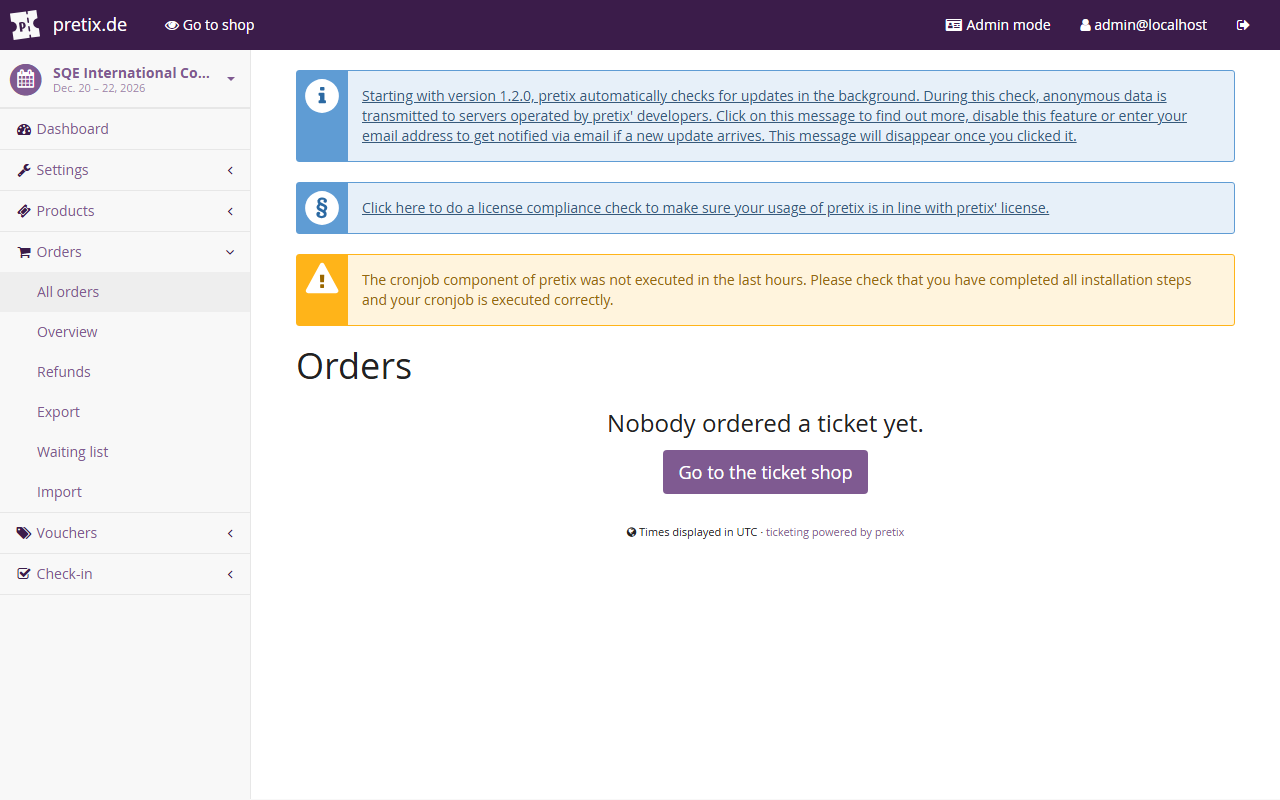 pretix.de
Go to shop
Admin mode
admin@localhost
SQE International Co...
Dec. 20 – 22, 2026
Dashboard
Settings
Products
Orders
All orders
Overview
Refunds
Export
Waiting list
Import
Vouchers
Check-in
Starting with version 1.2.0, pretix automatically checks for updates in the background. During this check, anonymous data is
transmitted to servers operated by pretix' developers. Click on this message to find out more, disable this feature or enter your
email address to get notified via email if a new update arrives. This message will disappear once you clicked it.
§
Click here to do a license compliance check to make sure your usage of pretix is in line with pretix' license.
The cronjob component of pretix was not executed in the last hours. Please check that you have completed all installation steps
and your cronjob is executed correctly.
Orders
Nobody ordered a ticket yet.
Go to the ticket shop
Times displayed in UTC · ticketing powered by pretix